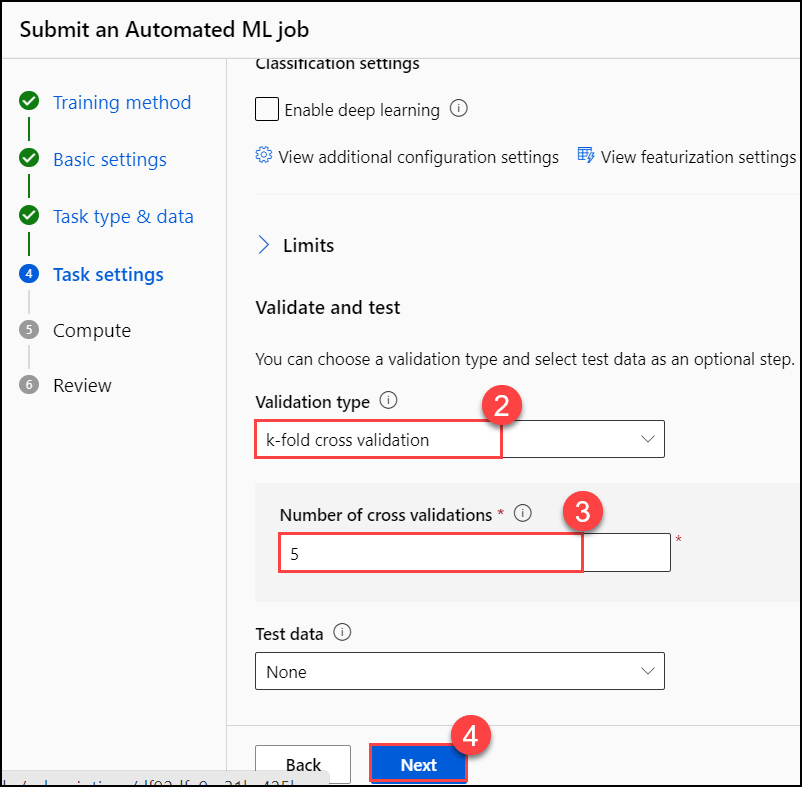 Submit an Automated ML job
Training method
Basic settings
Task type & data
4 Task settings
5 Compute
6 Review
Classification settings
Enable deep learning
View additional configuration settings View featurization settings
Limits
Validate and test
You can choose a validation type and select test data as an optional step.
Validation type
2
k-fold cross validation
Number of cross validations *
3
5 *
Test data
None
4
Back Next